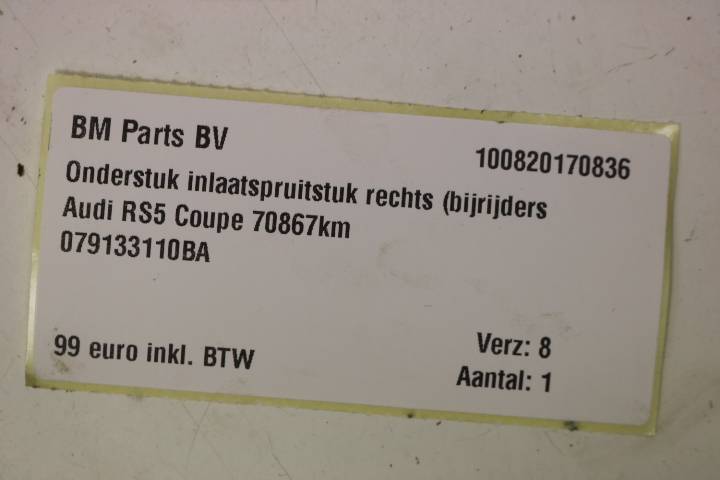 BM Parts BV
100820170836
Onderstuk inlaatspruitstuk rechts (bijrijders
Audi RS5 Coupe 70867km
079133110BA
99 euro inkl. BTW
Verz: 8
Aantal: 1